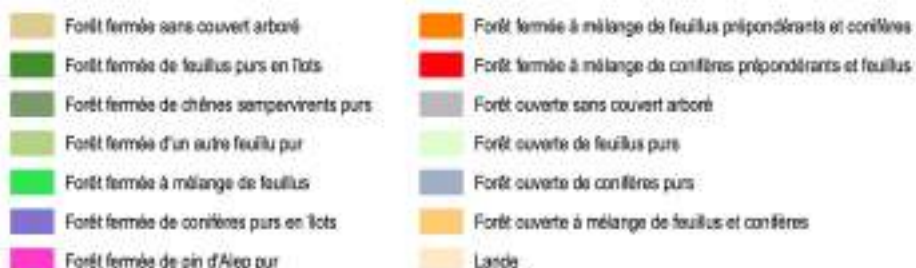 Forêt fermée sans couvert arboré
Forêt fermée de feuillus purs en îlots
Forêt fermée de chênes sempervirents purs
Forêt fermée d'un autre feuillu pur
Forêt fermée à mélange de feuillus
Forêt fermée de conifères purs en îlots
Forêt fermée de pin d'Alep pur
Forêt fermée à mélange de feuillus prépondérants et conifères
Forêt fermée à mélange de conifères prépondérants et feuillus
Forêt ouverte sans couvert arboré
Forêt ouverte de feuillus purs
Forêt ouverte de conifères purs
Forêt ouverte à mélange de feuillus et conifères
Lande